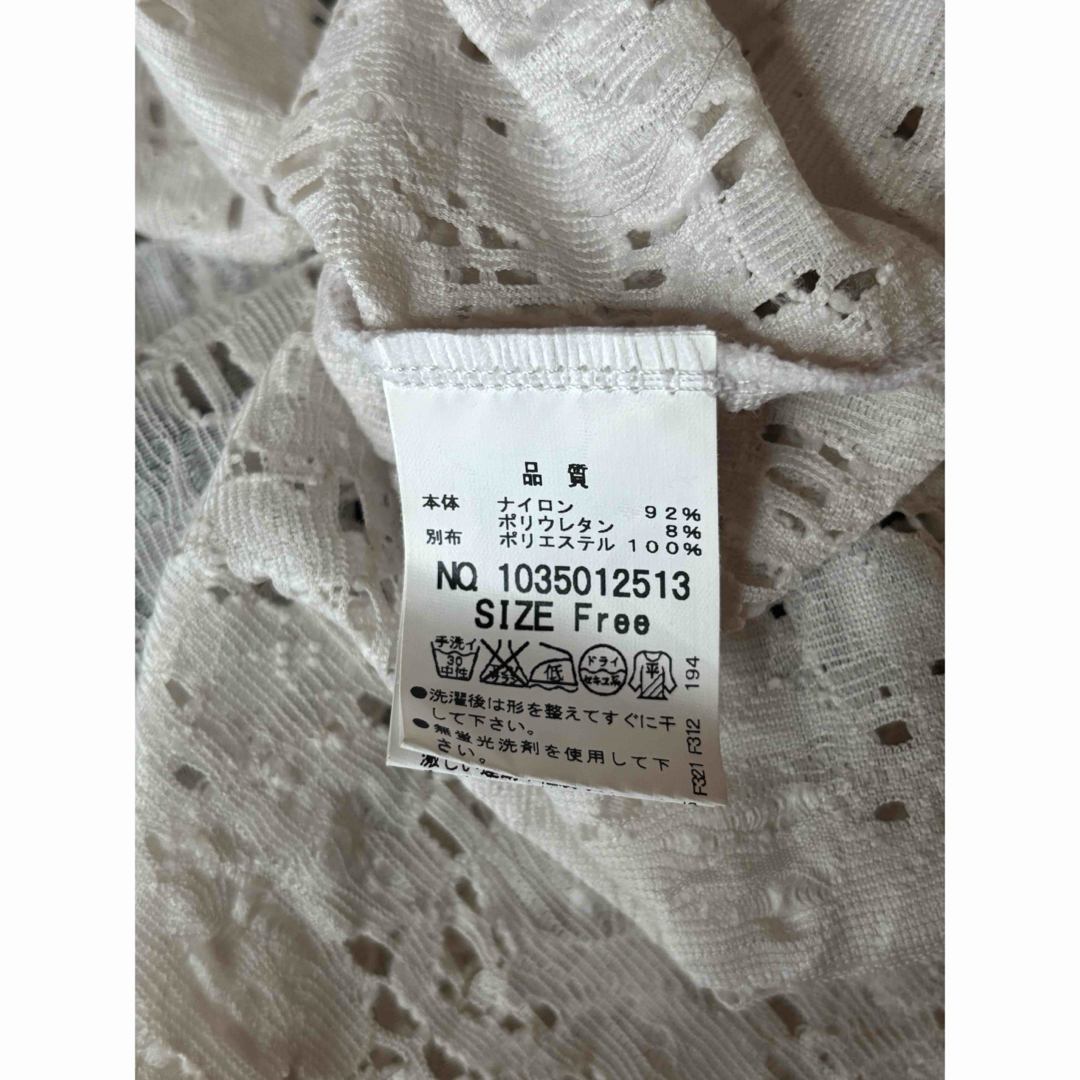 品質
本体 ナイロン 92%
ポリウレタン 8%
別布 ポリエステル 100%
NO. 1035012513
SIZE Free
手洗イ
30
中性
低
ドライ
セキユ系
平
●洗濯後は形を整えてすぐに干
して下さい。
●無蛍光洗剤を使用して下
さい。
激しい
F321 F312 194